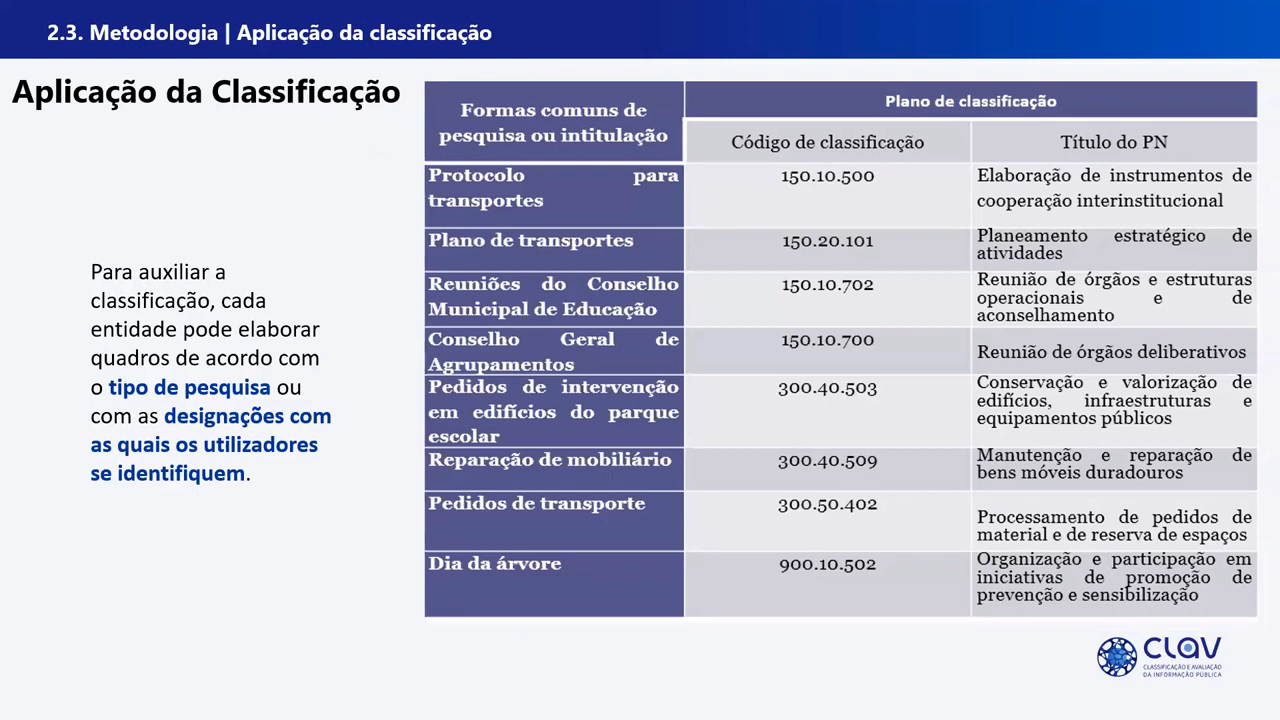 2.3. Metodologia | Aplicação da classificação
Aplicação da Classificação
Para auxiliar a
classificação, cada
entidade pode elaborar
quadros de acordo com
o tipo de pesquisa ou
com as designações com
as quais os utilizadores
se identifiquem.
Formas comuns de
pesquisa ou intitulação
Plano de classificação
Código de classificação
Título do PN
Protocolo para
transportes
150.10.500
Elaboração de instrumentos de
cooperação interinstitucional
Plano de transportes
150.20.101
Planeamento estratégico de
atividades
Reuniões do Conselho
Municipal de Educação
150.10.702
Reunião de órgãos e estruturas
operacionais e de
aconselhamento
Conselho Geral de
Agrupamentos
150.10.700
Reunião de órgãos deliberativos
Pedidos de intervenção
em edifícios do parque
escolar
300.40.503
Conservação e valorização de
edifícios, infraestruturas e
equipamentos públicos
Reparação de mobiliário
300.40.509
Manutenção e reparação de
bens móveis duradouros
Pedidos de transporte
300.50.402
Processamento de pedidos de
material e de reserva de espaços
Dia da árvore
900.10.502
Organização e participação em
iniciativas de promoção de
prevenção e sensibilização
CLAV
CLASSIFICAÇÃO E AVALIAÇÃO
DA INFORMAÇÃO PÚBLICA